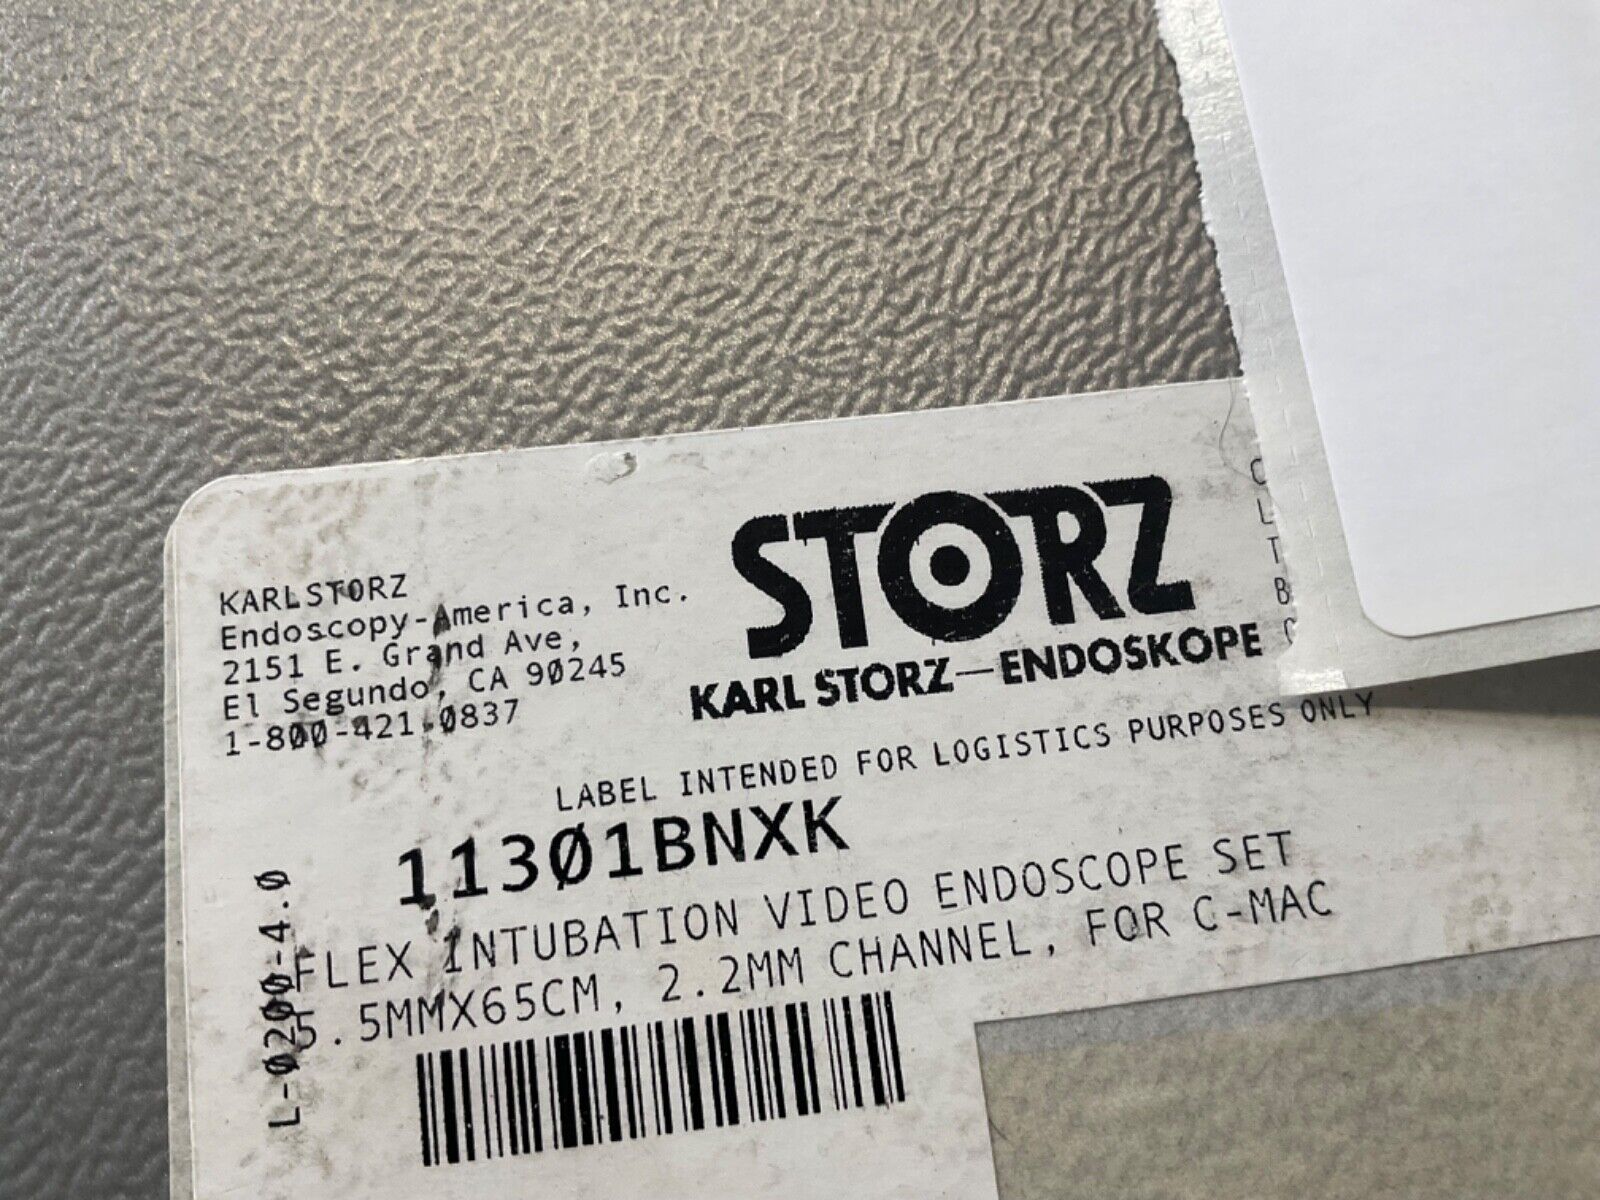 KARLSTORZ
Endoscopy-America, Inc.
2151 E. Grand Ave,
El Segundo, CA 90245
1-800-421-0837
STORZ
KARL STORZ—ENDOSKOPE
LABEL INTENDED FOR LOGISTICS PURPOSES ONLY
11301BNXK
FLEX INTUBATION VIDEO ENDOSCOPE SET
5.5MMX65CM, 2.2MM CHANNEL, FOR C-MAC
L-0200-4.0